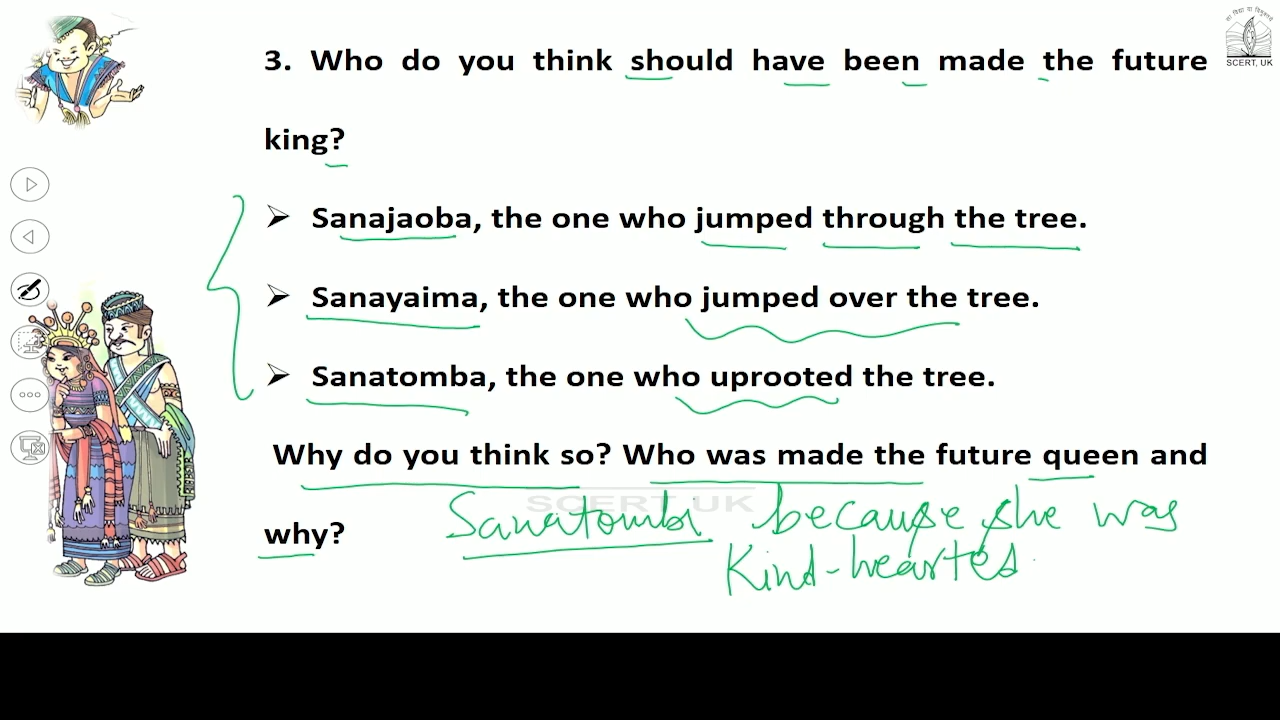 SCERT, UK
3. Who do you think should have been made the future
king?
➢ Sanajaoba, the one who jumped through the tree.
➢ Sanayaima, the one who jumped over the tree.
➢ Sanatomba, the one who uprooted the tree.
Why do you think so? Who was made the future queen and
why?
SCERT UK
Sanatombi because she was
Kind-hearted